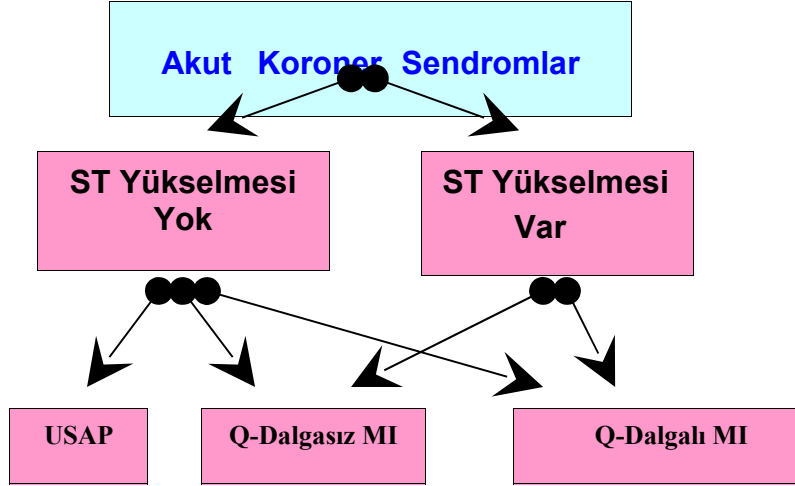 Akut Koroner Sendromlar
ST Yükselmesi
Yok
ST Yükselmesi
Var
USAP
Q-Dalgasız MI
Q-Dalgalı MI